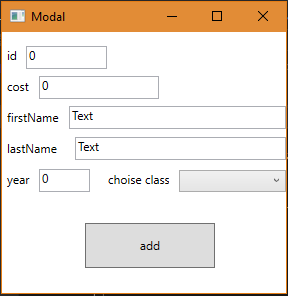 Modal
id 0
cost 0
firstName Text
lastName Text
year 0 choise class
add